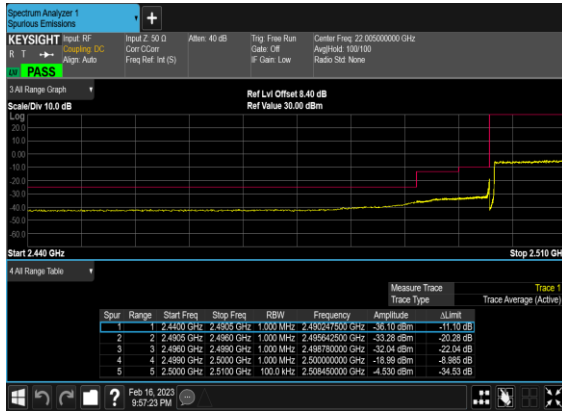 Spectrum Analyzer 1
Spurious Emissions
KEYSIGHT
R T
LV PASS
Input: RF
Coupling: DC
Align: Auto
Input Z: 50 Ω
Corr CCorr
Freq Ref: Int (S)
Atten: 40 dB
Trig: Free Run
Gate: Off
IF Gain: Low
Center Freq: 22.005000000 GHz
Avg|Hold: 100/100
Radio Std: None
3 All Range Graph
Scale/Div 10.0 dB
Ref Lvl Offset 8.40 dB
Ref Value 30.00 dBm
Log
20.0
10.0
0.00
-10.0
-20.0
-30.0
-40.0
-50.0
-60.0
Start 2.440 GHz
Stop 2.510 GH
4 All Range Table
Measure Trace Trace 1
Trace Type Trace Average (Active)
Spur Range Start Freq Stop Freq RBW Frequency Amplitude ΔLimit
1 1 2.4400 GHz 2.4905 GHz 1.000 MHz 2.490247500 GHz -36.10 dBm -11.10 dB
2 2 2.4905 GHz 2.4960 GHz 1.000 MHz 2.495642500 GHz -33.28 dBm -20.28 dB
3 3 2.4960 GHz 2.4990 GHz 1.000 MHz 2.498780000 GHz -32.04 dBm -22.04 dB
4 4 2.4990 GHz 2.5000 GHz 1.000 MHz 2.500000000 GHz -18.99 dBm -8.985 dB
5 5 2.5000 GHz 2.5100 GHz 100.0 kHz 2.508450000 GHz -4.530 dBm -34.53 dB
Feb 16, 2023
9:57:23 PM